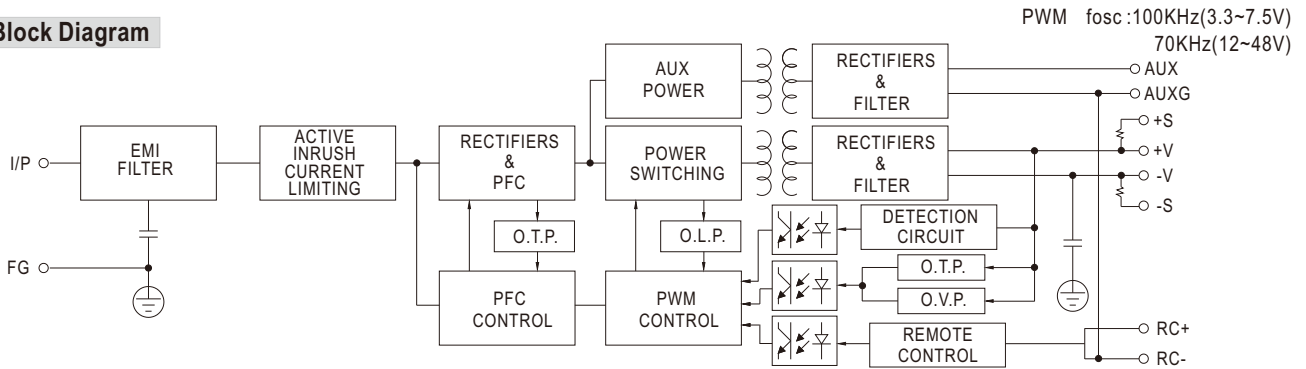 PWM fosc :100KHz(3.3~7.5V)
70KHz(12~48V)
Block Diagram
AUX
POWER
RECTIFIERS
&
FILTER
AUX
AUXG
+S
+V
-V
-S
I/P
EMI
FILTER
ACTIVE
INRUSH
CURRENT
LIMITING
RECTIFIERS
&
PFC
POWER
SWITCHING
RECTIFIERS
&
FILTER
O.T.P.
O.L.P.
DETECTION
CIRCUIT
FG
PFC
CONTROL
PWM
CONTROL
O.T.P.
O.V.P.
REMOTE
CONTROL
RC+
RC-